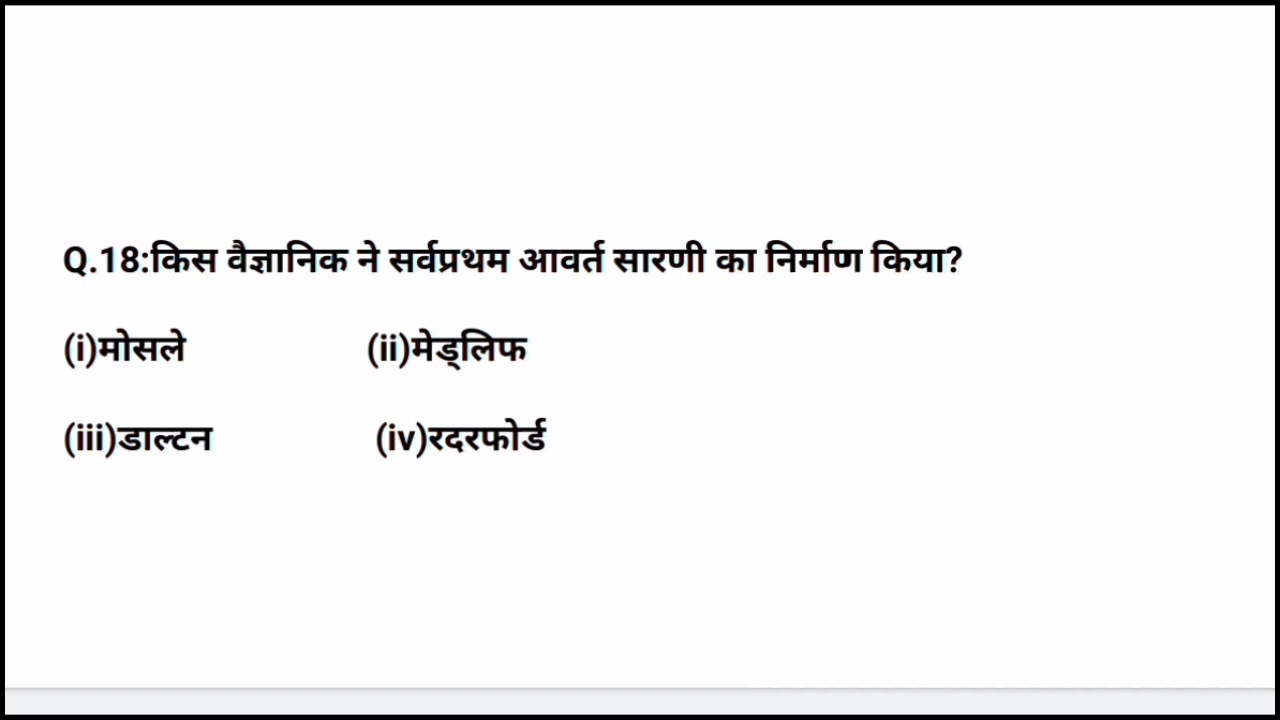 Q.18:किस वैज्ञानिक ने सर्वप्रथम आवर्त सारणी का निर्माण किया?
(i)मोसले (ii)मेड्लिफ
(iii)डाल्टन (iv)रदरफोर्ड